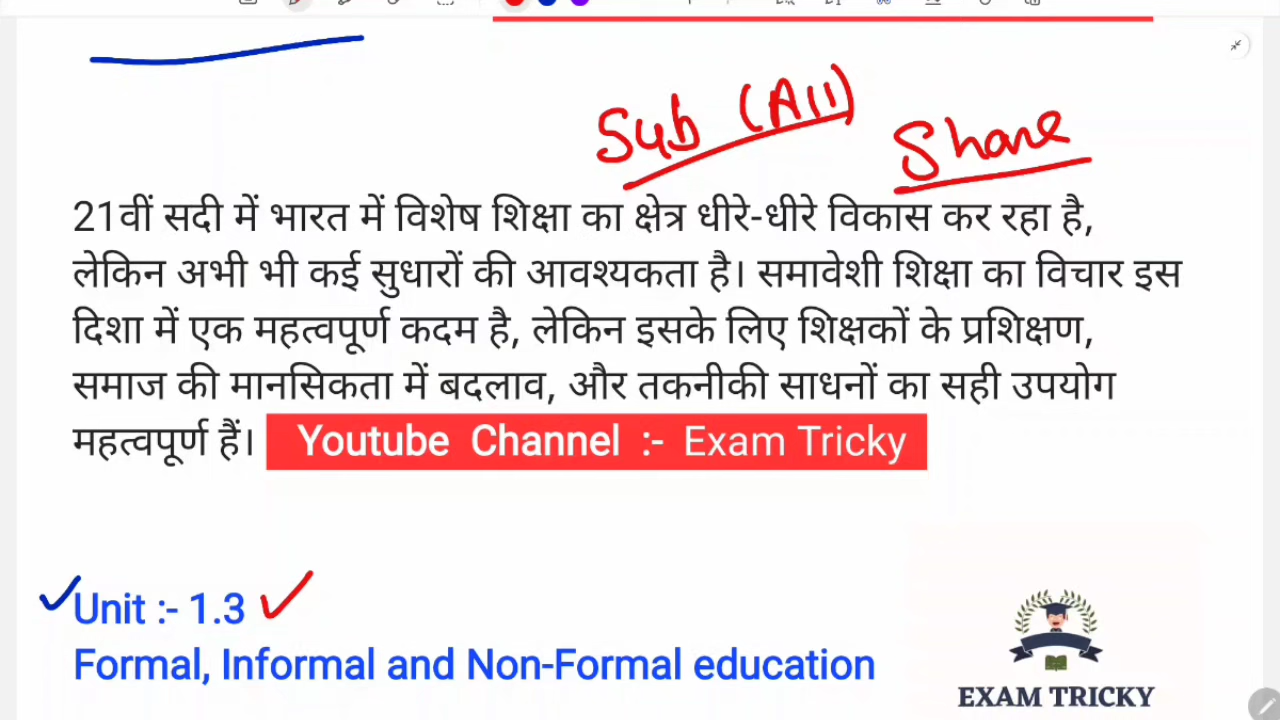 Sub (All)
Share
21वीं सदी में भारत में विशेष शिक्षा का क्षेत्र धीरे-धीरे विकास कर रहा है,
लेकिन अभी भी कई सुधारों की आवश्यकता है। समावेशी शिक्षा का विचार इस
दिशा में एक महत्वपूर्ण कदम है, लेकिन इसके लिए शिक्षकों के प्रशिक्षण,
समाज की मानसिकता में बदलाव, और तकनीकी साधनों का सही उपयोग
महत्वपूर्ण हैं। Youtube Channel :- Exam Tricky
Unit :- 1.3
Formal, Informal and Non-Formal education
EXAM TRICKY